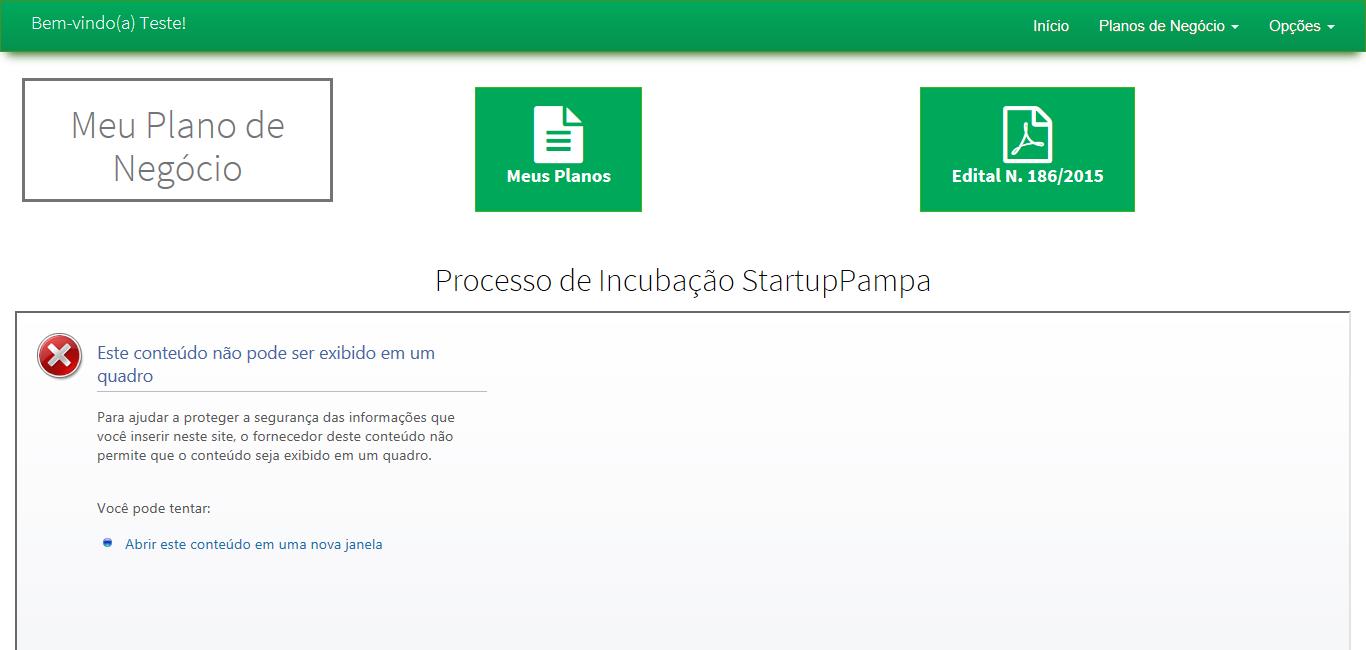 Bem-vindo(a) Teste!
Início
Planos de Negócio
Opções
Meu Plano de
Negócio
Meus Planos
Edital N. 186/2015
Processo de Incubação StartupPampa
Este conteúdo não pode ser exibido em um
quadro
Para ajudar a proteger a segurança das informações que
você inserir neste site, o fornecedor deste conteúdo não
permite que o conteúdo seja exibido em um quadro.
Você pode tentar:
Abrir este conteúdo em uma nova janela